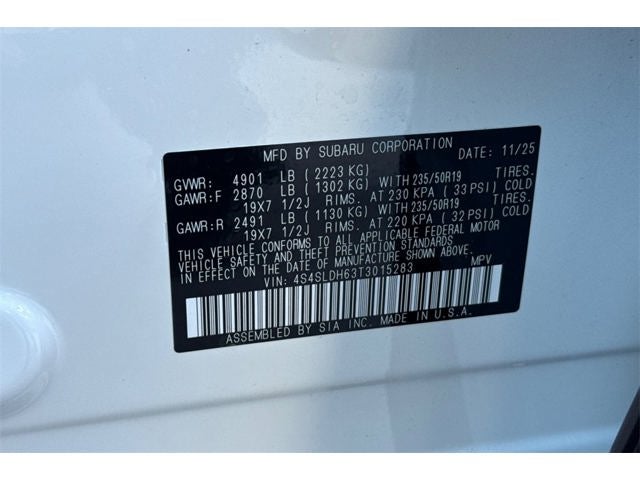 MFD BY SUBARU CORPORATION DATE: 11/25
GVWR: 4901 LB ( 2223 KG)
GAWR:F 2870 LB ( 1302 KG) WITH 235/50R19 TIRES.
19X7 1/2J RIMS. AT 230 KPA ( 33 PSI) COLD
GAWR:R 2491 LB ( 1130 KG) WITH 235/50R19 TIRES.
19X7 1/2J RIMS. AT 220 KPA ( 32 PSI) COLD
THIS VEHICLE CONFORMS TO ALL APPLICABLE FEDERAL MOTOR
VEHICLE SAFETY AND THEFT PREVENTION STANDARDS
IN EFFECT ON THE DATE OF MANUFACTURE SHOWN ABOVE.
VIN: 4S4SLDH63T3015283 MPV
ASSEMBLED BY SIA INC. MADE IN U.S.A.